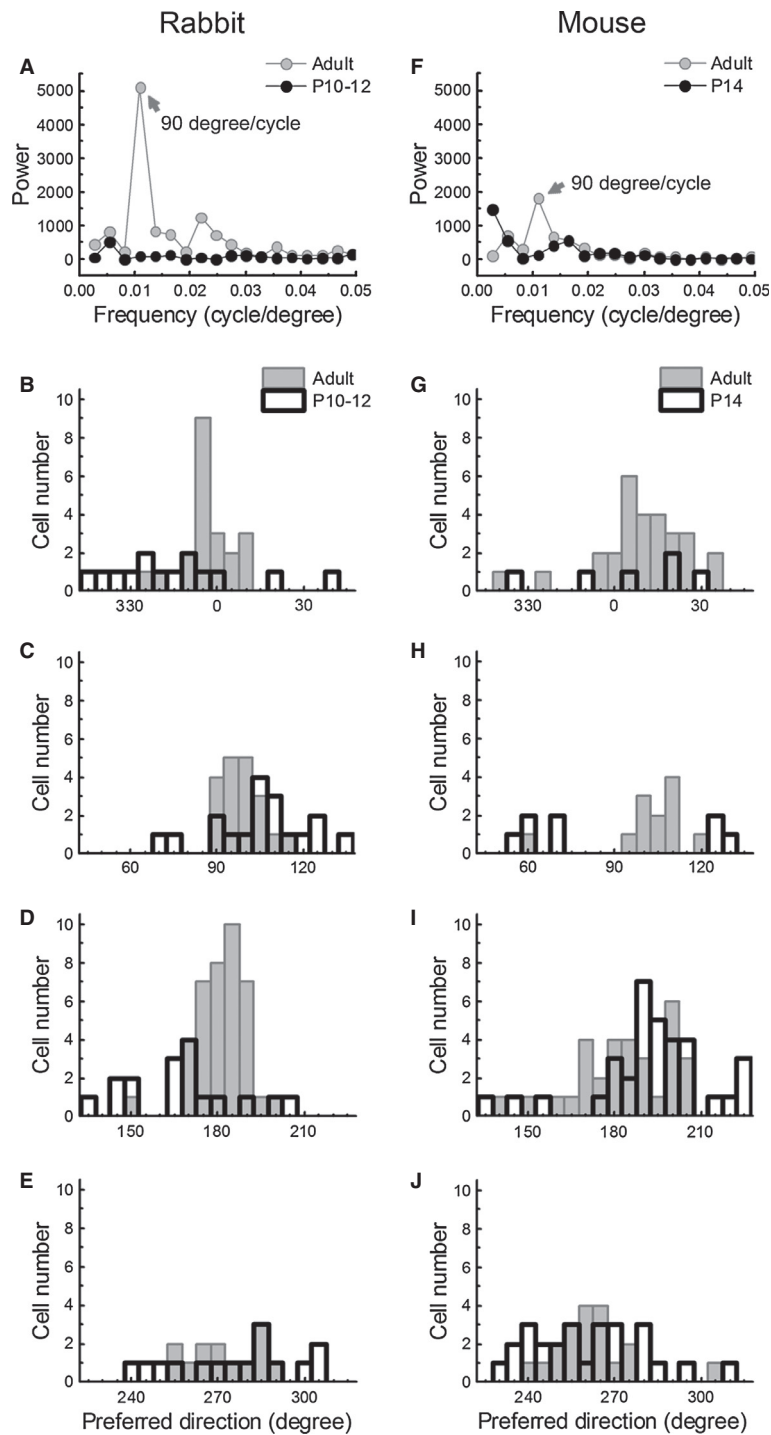 Rabbit
Mouse
A
Adult
P10-12
90 degree/cycle
Power
5000
4000
3000
2000
1000
0
0.00 0.01 0.02 0.03 0.04 0.05
Frequency (cycle/degree)
F
Adult
P14
90 degree/cycle
Power
5000
4000
3000
2000
1000
0
0.00 0.01 0.02 0.03 0.04 0.05
Frequency (cycle/degree)
B
Adult
P10-12
Cell number
10
8
6
4
2
0
330 0 30
G
Adult
P14
Cell number
10
8
6
4
2
0
330 0 30
C
Cell number
10
8
6
4
2
0
60 90 120
H
Cell number
10
8
6
4
2
0
60 90 120
D
Cell number
10
8
6
4
2
0
150 180 210
I
Cell number
10
8
6
4
2
0
150 180 210
E
Cell number
10
8
6
4
2
0
240 270 300
Preferred direction (degree)
J
Cell number
10
8
6
4
2
0
240 270 300
Preferred direction (degree)